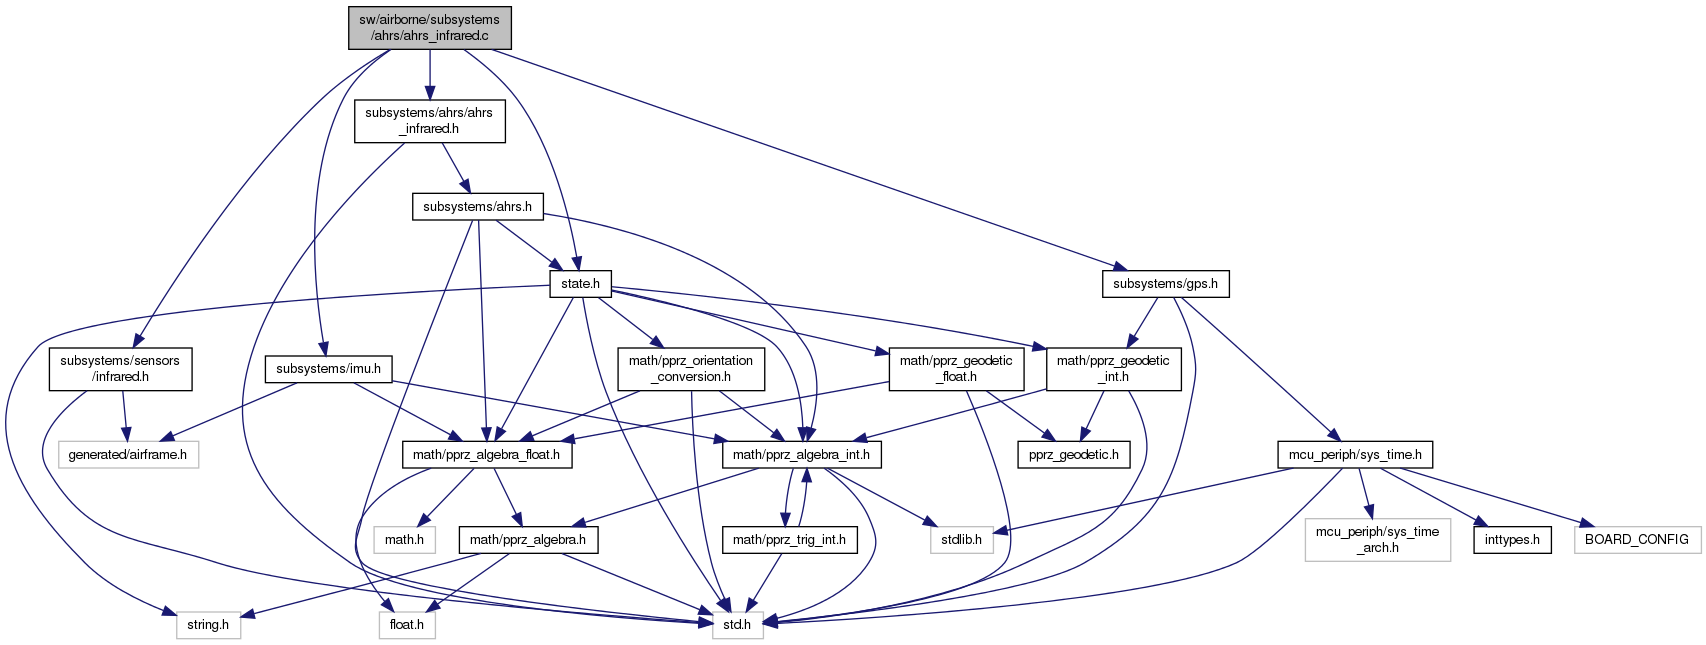 sw/airborne/subsystems
/ahrs/ahrs_infrared.c
subsystems/ahrs/ahrs
_infrared.h
subsystems/ahrs.h
state.h
subsystems/gps.h
subsystems/sensors
/infrared.h
subsystems/imu.h
math/pprz_orientation
_conversion.h
math/pprz_geodetic
_float.h
math/pprz_geodetic
_int.h
generated/airframe.h
math/pprz_algebra_float.h
math/pprz_algebra_int.h
pprz_geodetic.h
mcu_periph/sys_time.h
math.h
math/pprz_algebra.h
math/pprz_trig_int.h
stdlib.h
mcu_periph/sys_time
_arch.h
inttypes.h
BOARD_CONFIG
string.h
float.h
std.h